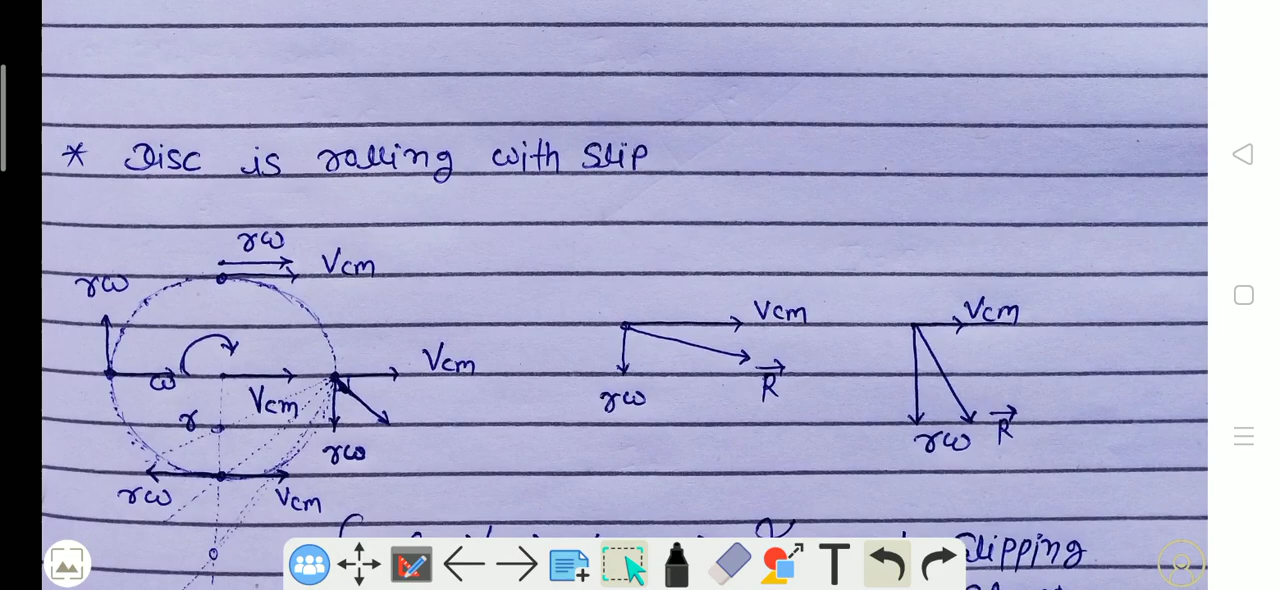 * Disc is rolling with slip
rω
Vcm
rω
Vcm
Vcm
ω
Vcm
R
rω
r
Vcm
rω
R
rω
rω
Vcm
Slipping
T